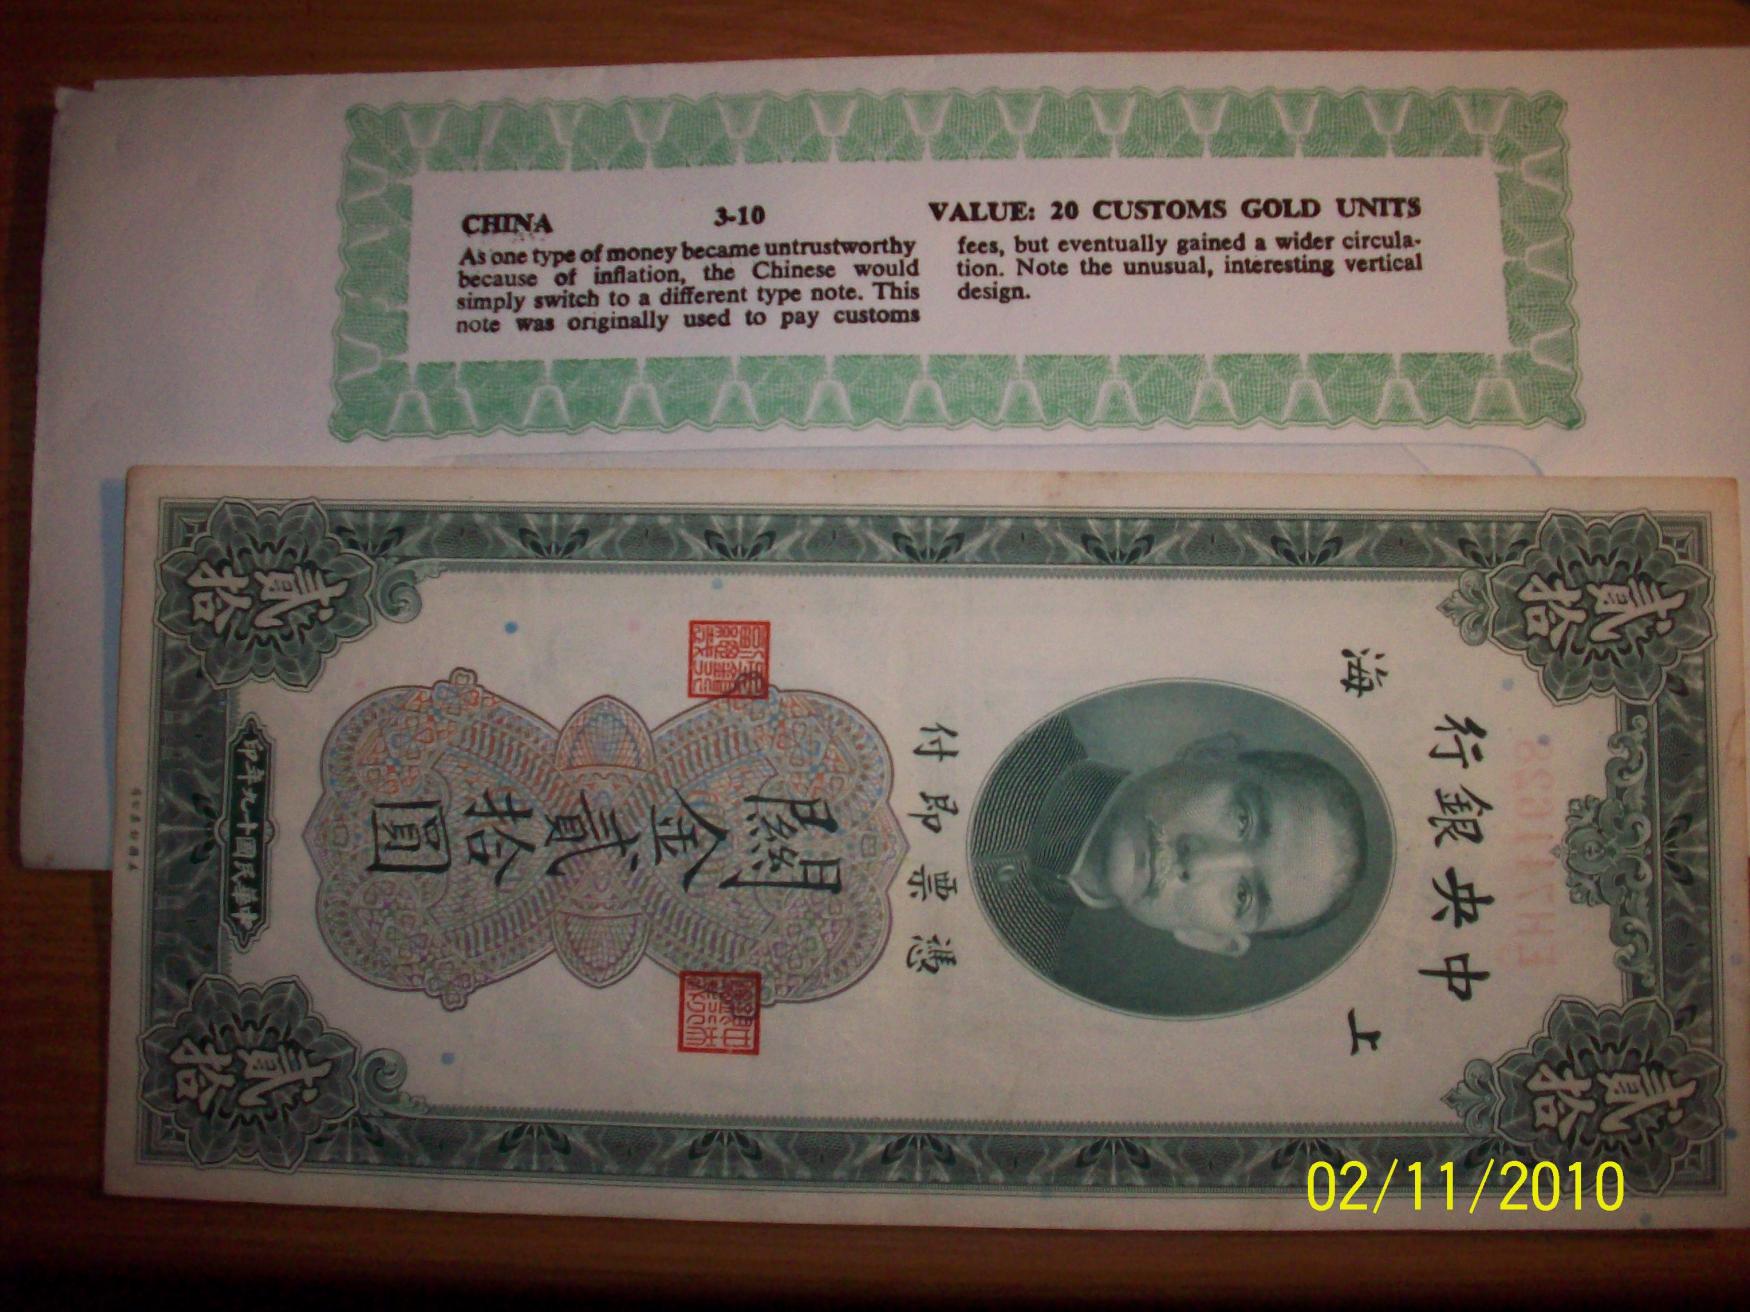 CHINA 3-10 VALUE: 20 CUSTOMS GOLD UNITS
As one type of money became untrustworthy
because of inflation, the Chinese would
simply switch to a different type note. This
note was originally used to pay customs
fees, but eventually gained a wider circula-
tion. Note the unusual, interesting vertical
design.
貳拾
貳拾
中央銀行
上海
憑票即付
關金貳拾圓
中華民國十九年印
貳拾
貳拾
02/11/2010